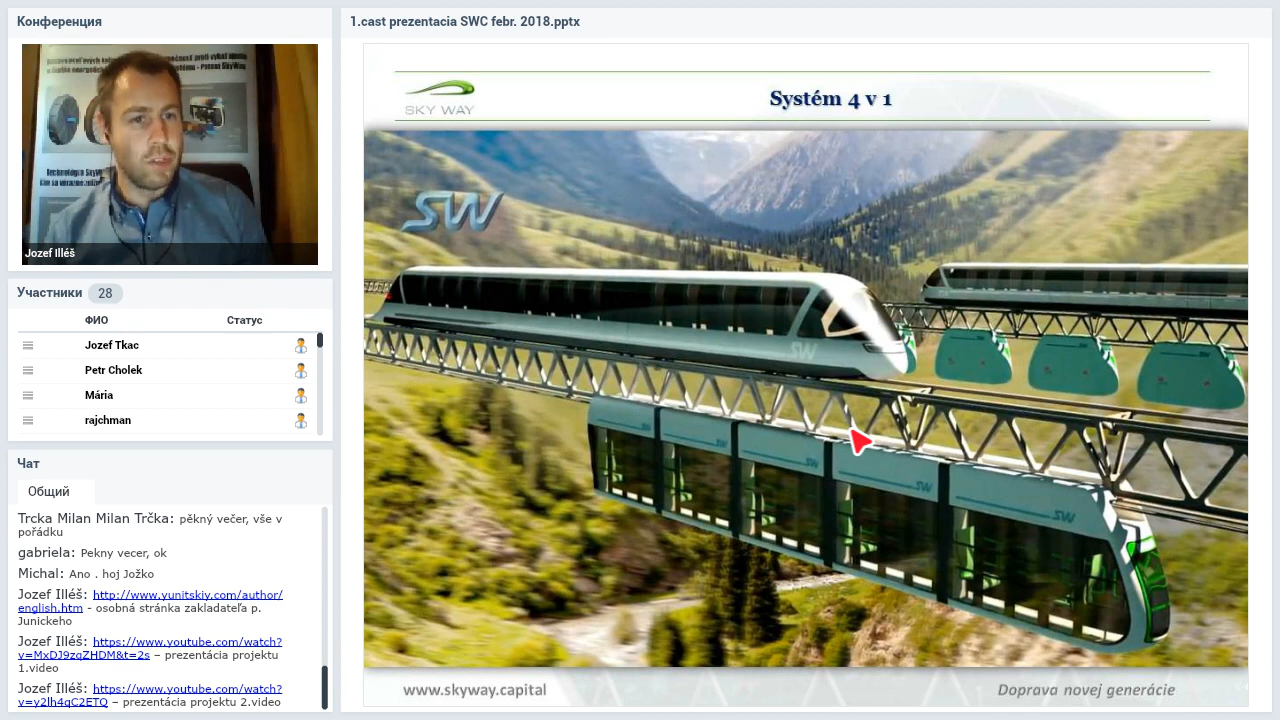 Конференция
Jozef Illéš
Участники 28
ФИО Статус
Jozef Tkac
Petr Cholek
Mária
rajchman
Чат
Общий
Trcka Milan Milan Trčka: pěkný večer, vše v
pořádku
gabriela: Pekny vecer, ok
Michal: Ano . hoj Jožko
Jozef Illéš: http://www.yunitskiy.com/author/
english.htm - osobná stránka zakladateľa p.
Junickeho
Jozef Illéš: https://www.youtube.com/watch?
v=MxDJ9zqZHDM&t=2s – prezentácia projektu
1.video
Jozef Illéš: https://www.youtube.com/watch?
v=y2lh4gC2ETQ – prezentácia projektu 2.video
1.cast prezentacia SWC febr. 2018.pptx
SKY WAY
Systém 4 v 1
SW
SW
SW
SW
SW
SW
SW
www.skyway.capital
Doprava novej generácie